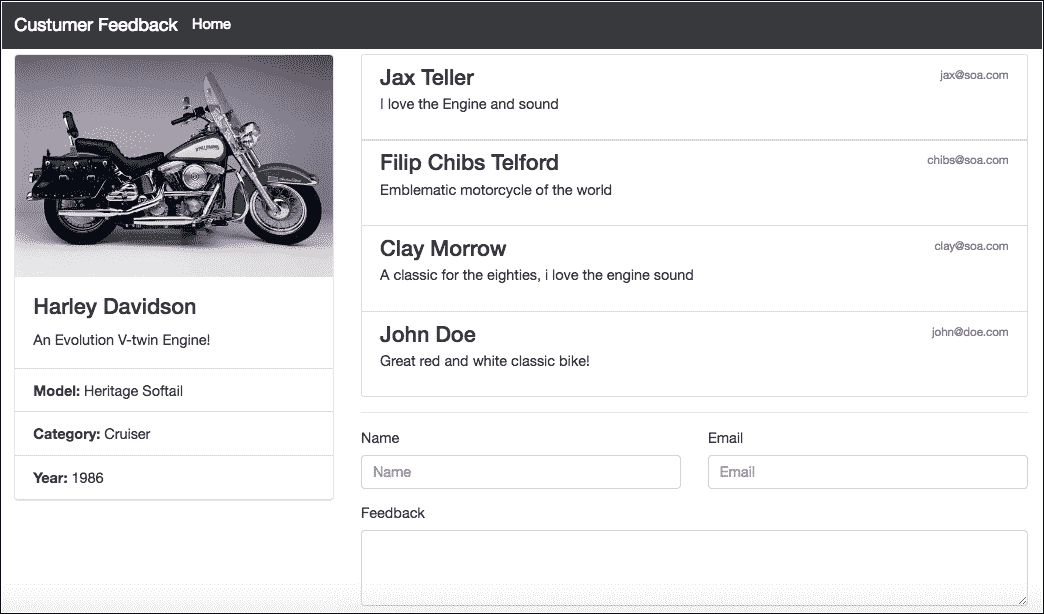 Custumer Feedback Home
Harley Davidson
An Evolution V-twin Engine!
Model: Heritage Softail
Category: Cruiser
Year: 1986
Jax Teller
jax@soa.com
I love the Engine and sound
Filip Chibs Telford
chibs@soa.com
Emblematic motorcycle of the world
Clay Morrow
clay@soa.com
A classic for the eighties, i love the engine sound
John Doe
john@doe.com
Great red and white classic bike!
Name
Email
Name
Email
Feedback